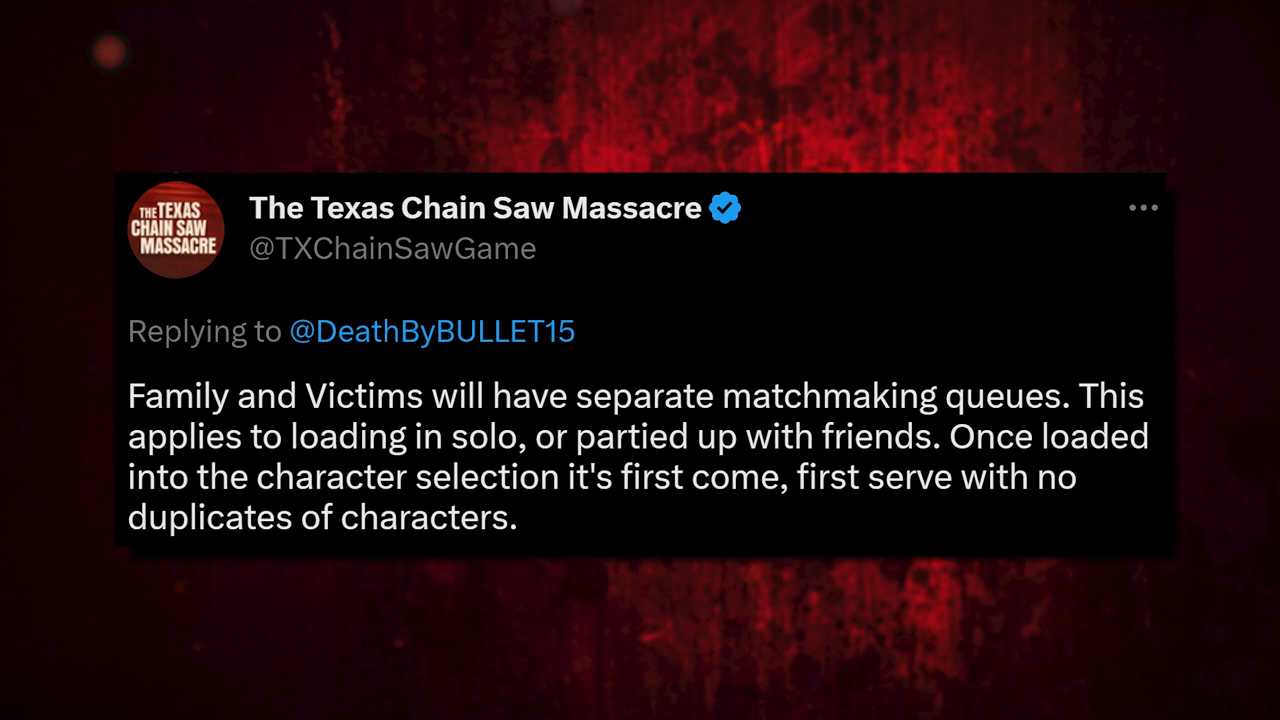 THE TEXAS
CHAIN SAW
MASSACRE
The Texas Chain Saw Massacre
@TXChainSawGame
Replying to @DeathByBULLET15
Family and Victims will have separate matchmaking queues. This
applies to loading in solo, or partied up with friends. Once loaded
into the character selection it's first come, first serve with no
duplicates of characters.